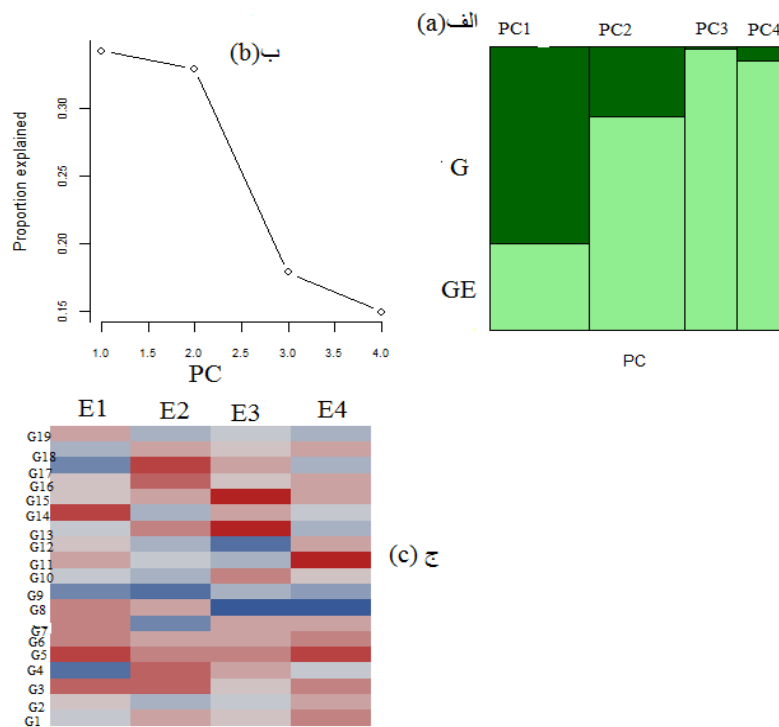 ب(b)
0.30
0.25
0.20
0.15
Proportion explained
1.0 1.5 2.0 2.5 3.0 3.5 4.0
PC
الف(a)
PC1 PC2 PC3 PC4
G
GE
PC
E1 E2 E3 E4
G19
G18
G17
G16
G15
G14
G13
G12
G11
G10
G9
G8
G7
G6
G5
G4
G3
G2
G1
ج (c)